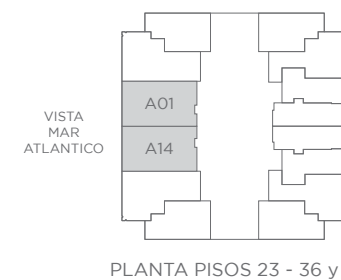 A01
VISTA
MAR
ATLANTICO
A14
PLANTA PISOS 23 - 36 y